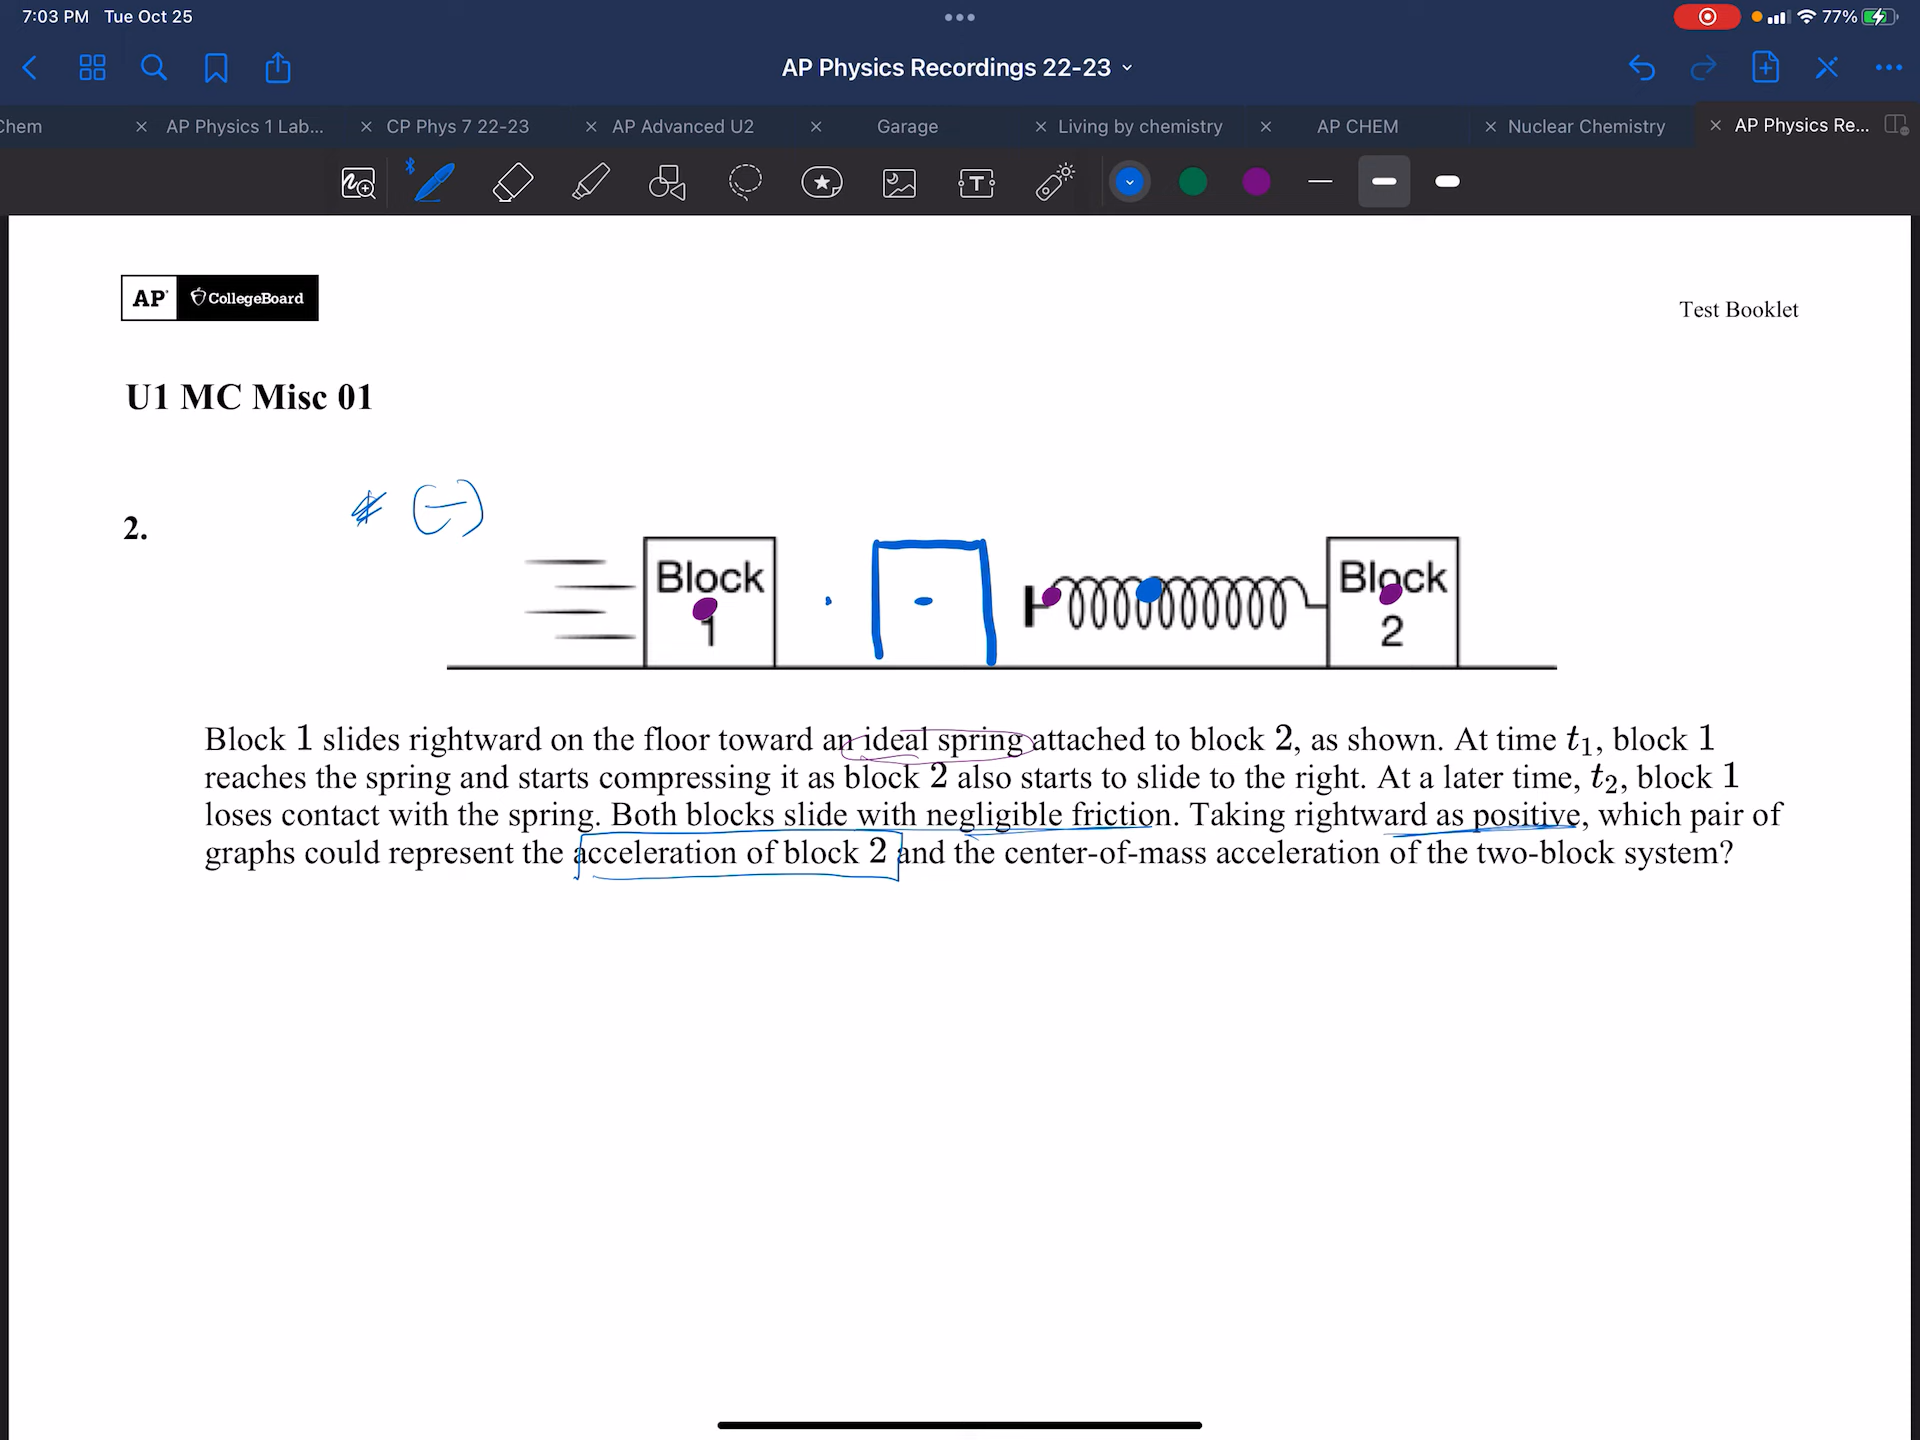 7:03 PM Tue Oct 25
77%
AP Physics Recordings 22-23
Chem
AP Physics 1 Lab...
CP Phys 7 22-23
AP Advanced U2
Garage
Living by chemistry
AP CHEM
Nuclear Chemistry
AP Physics Re...
T
AP CollegeBoard
Test Booklet
U1 MC Misc 01
* (-)
2.
Block 1
Block 2
Block 1 slides rightward on the floor toward an ideal spring attached to block 2, as shown. At time t₁, block 1
reaches the spring and starts compressing it as block 2 also starts to slide to the right. At a later time, t₂, block 1
loses contact with the spring. Both blocks slide with negligible friction. Taking rightward as positive, which pair of
graphs could represent the acceleration of block 2 and the center-of-mass acceleration of the two-block system?